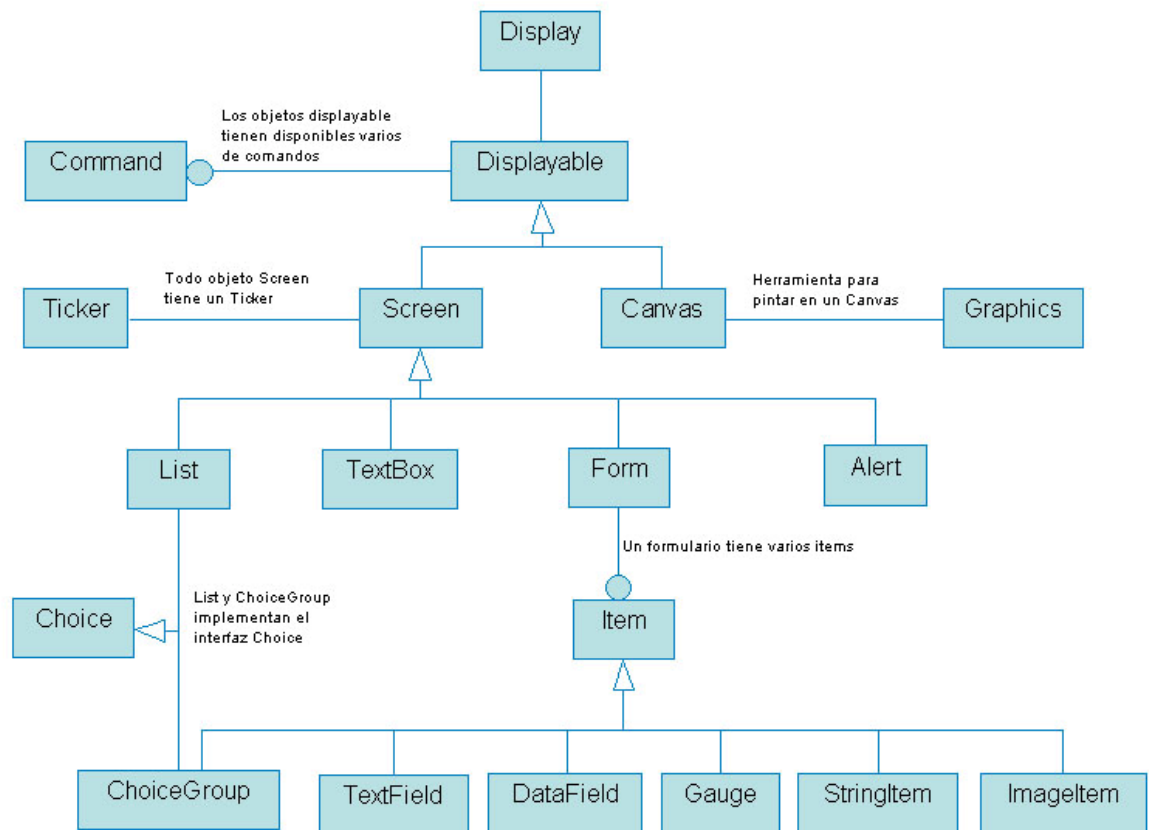 Display
Los objetos displayable
tienen disponibles varios
de comandos
Command
Displayable
Todo objeto Screen
tiene un Ticker
Herramienta para
pintar en un Canvas
Ticker
Screen
Canvas
Graphics
List
TextBox
Form
Alert
Un formulario tiene varios items
List y ChoiceGroup
implementan el
interfaz Choice
Choice
Item
ChoiceGroup
TextField
DataField
Gauge
StringItem
ImageItem